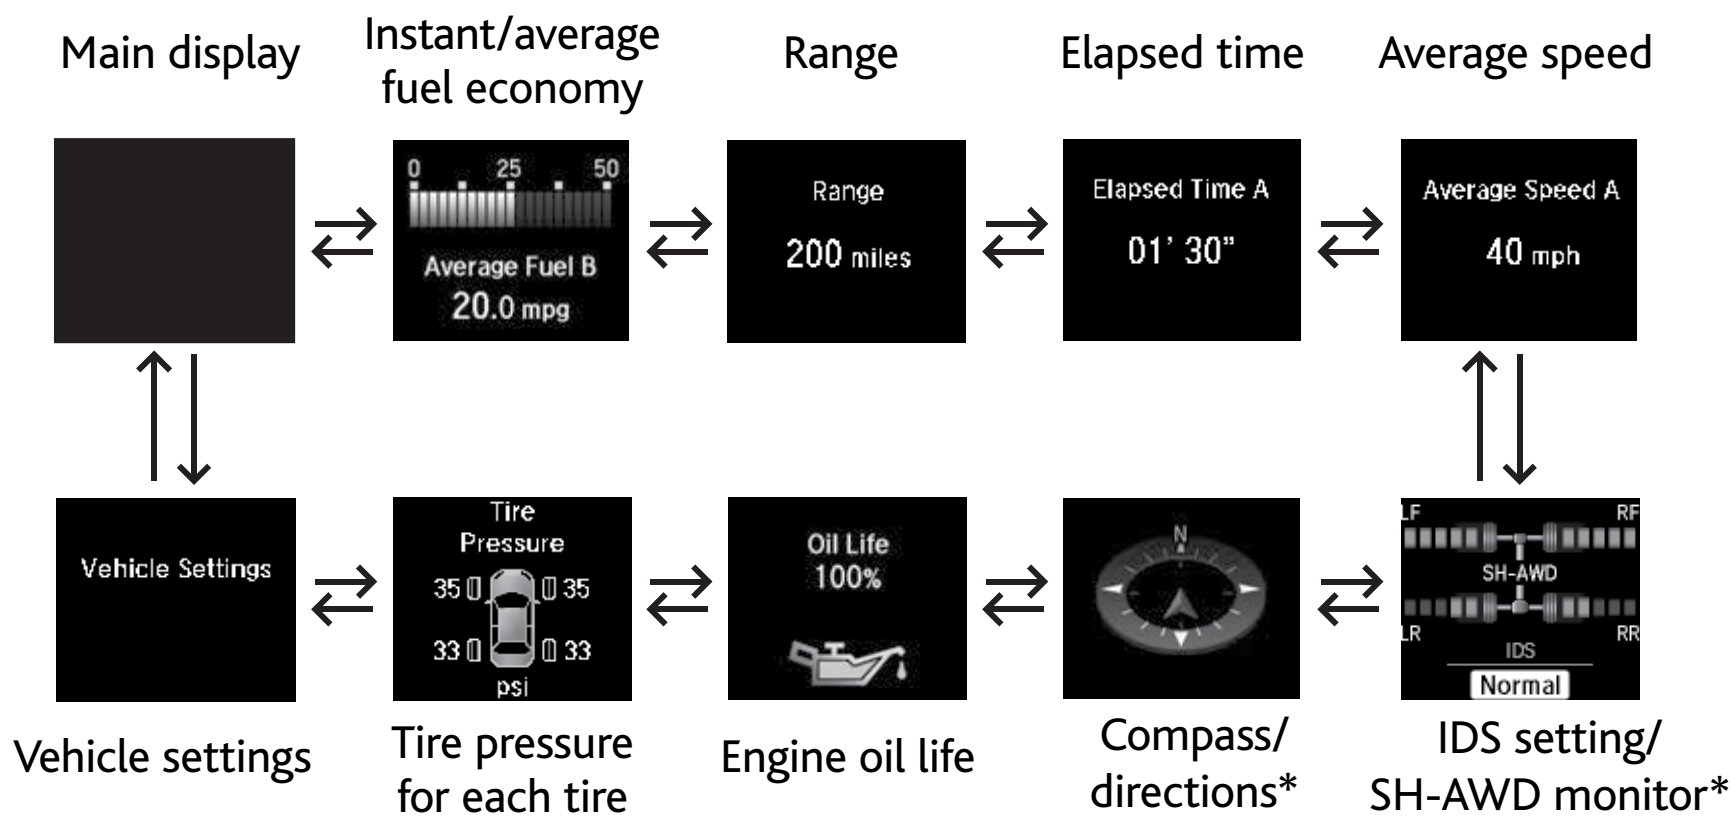 Main display
Instant/average
fuel economy
Range
Elapsed time
Average speed
0 25 50
Average Fuel B
20.0 mpg
Range
200 miles
Elapsed Time A
01' 30"
Average Speed A
40 mph
Vehicle Settings
Tire
Pressure
35 35
33 33
psi
Oil Life
100%
N
LF RF
SH-AWD
LR RR
IDS
Normal
Vehicle settings
Tire pressure
for each tire
Engine oil life
Compass/
directions*
IDS setting/
SH-AWD monitor*